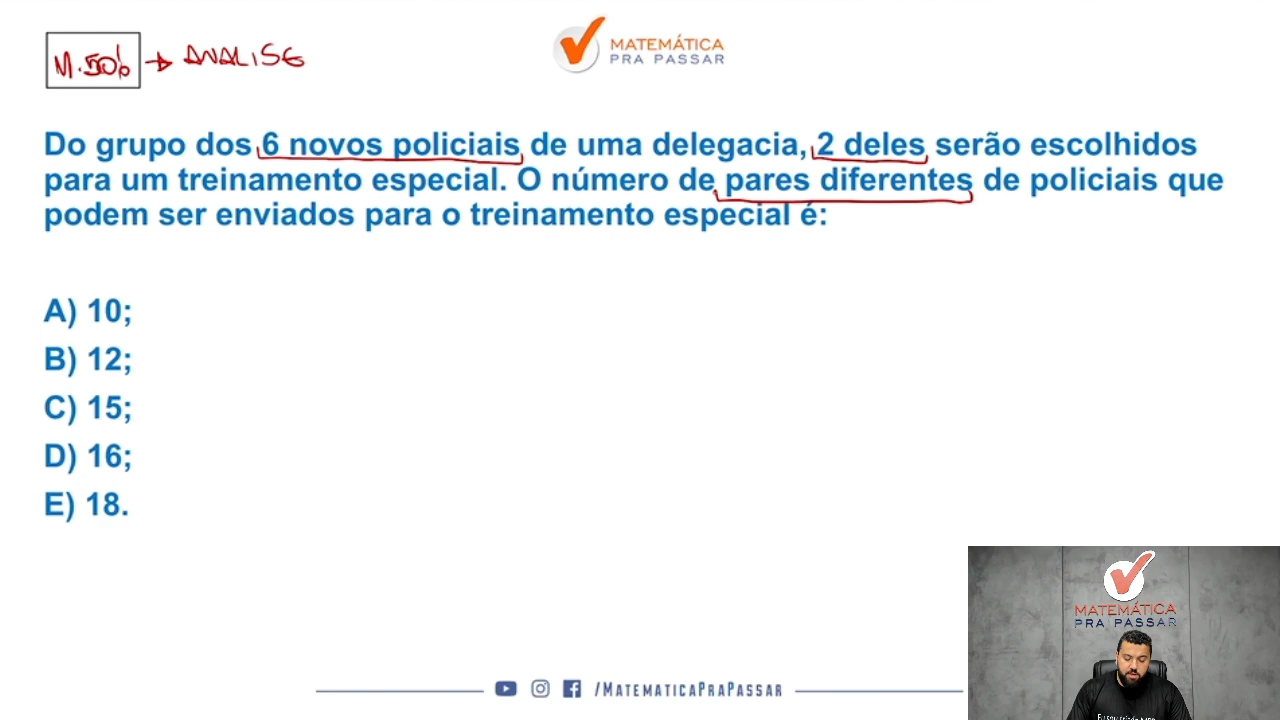 M.50% → ANALISE
MATEMÁTICA
PRA PASSAR
Do grupo dos 6 novos policiais de uma delegacia, 2 deles serão escolhidos
para um treinamento especial. O número de pares diferentes de policiais que
podem ser enviados para o treinamento especial é:
A) 10;
B) 12;
C) 15;
D) 16;
E) 18.
MATEMÁTICA
PRA PASSAR
/MATEMATICAPRAPASSAR